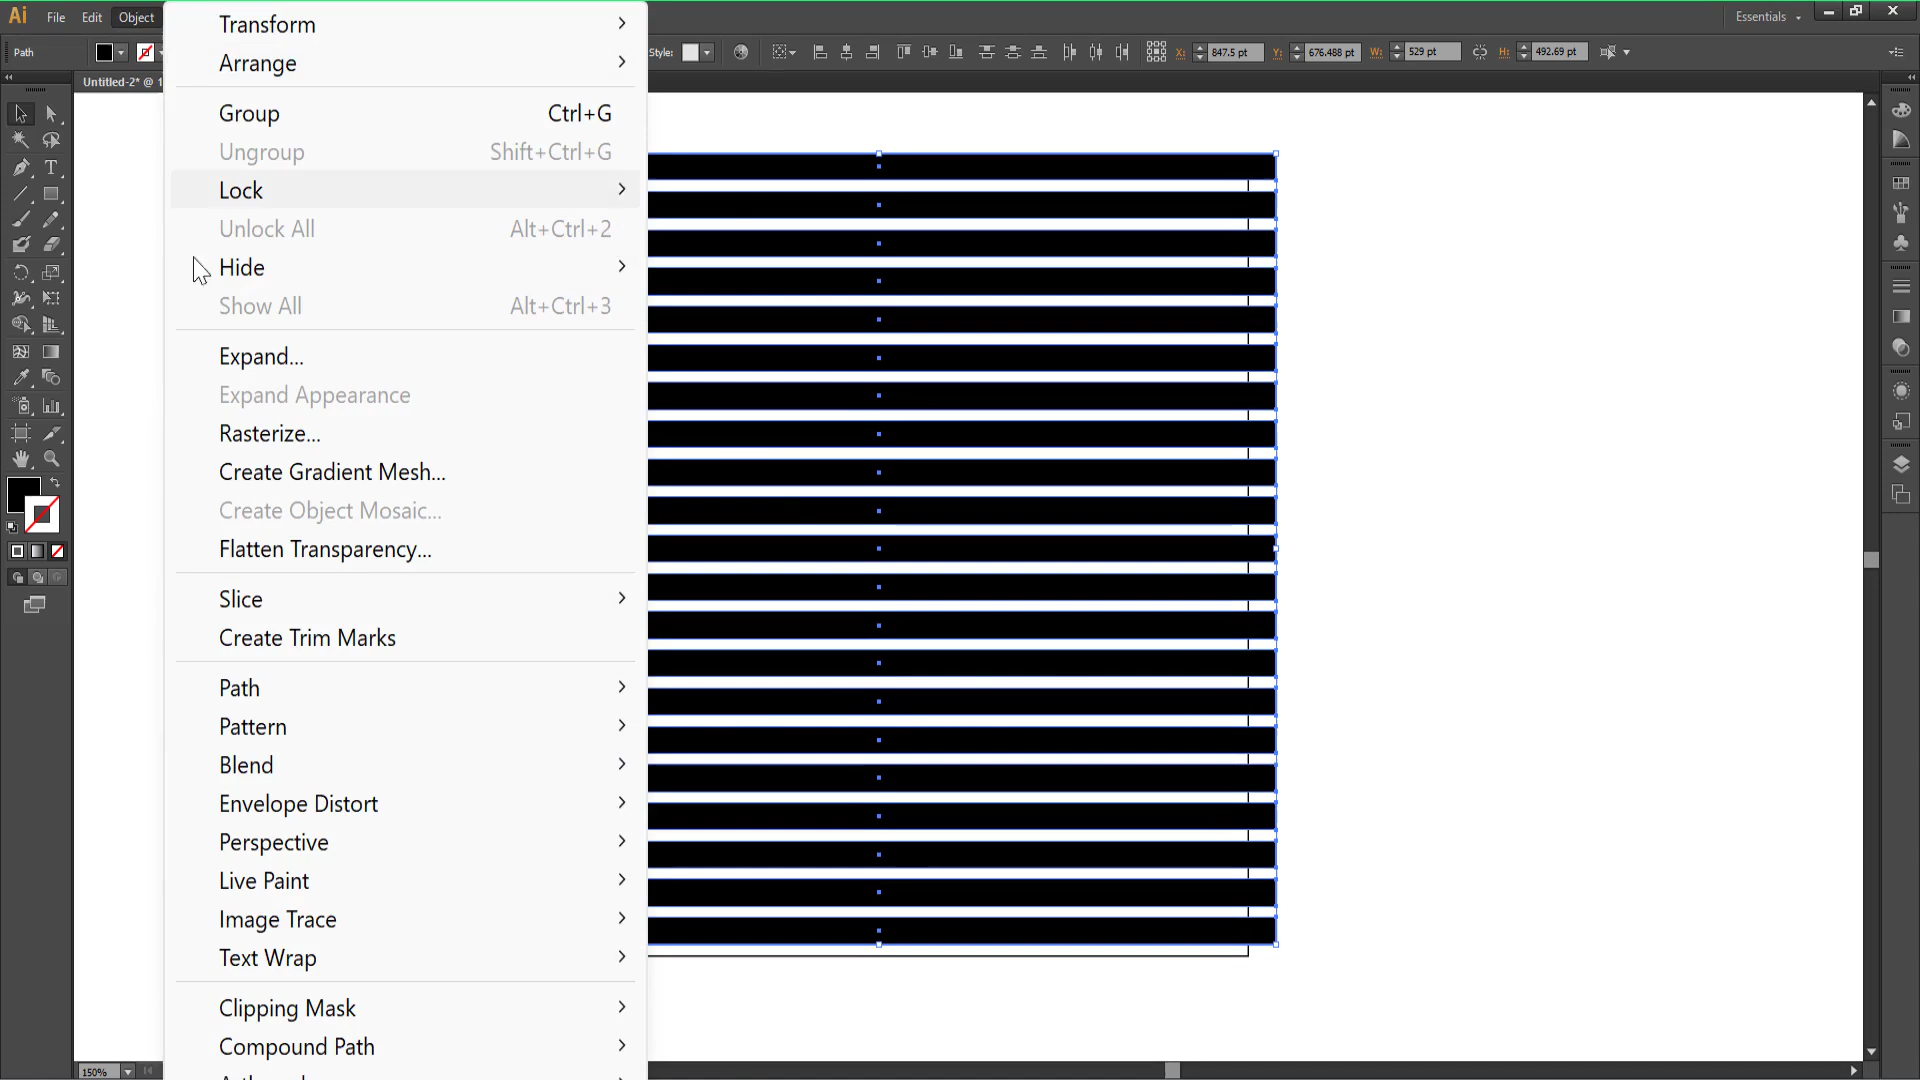 Ai File Edit Object Essentials
Path Style: X: 847.5 pt Y: 676.488 pt W: 529 pt H: 492.69 pt
Untitled-2* @ 1
Transform
Arrange
Group Ctrl+G
Ungroup Shift+Ctrl+G
Lock
Unlock All Alt+Ctrl+2
Hide
Show All Alt+Ctrl+3
Expand...
Expand Appearance
Rasterize...
Create Gradient Mesh...
Create Object Mosaic...
Flatten Transparency...
Slice
Create Trim Marks
Path
Pattern
Blend
Envelope Distort
Perspective
Live Paint
Image Trace
Text Wrap
Clipping Mask
Compound Path
150%